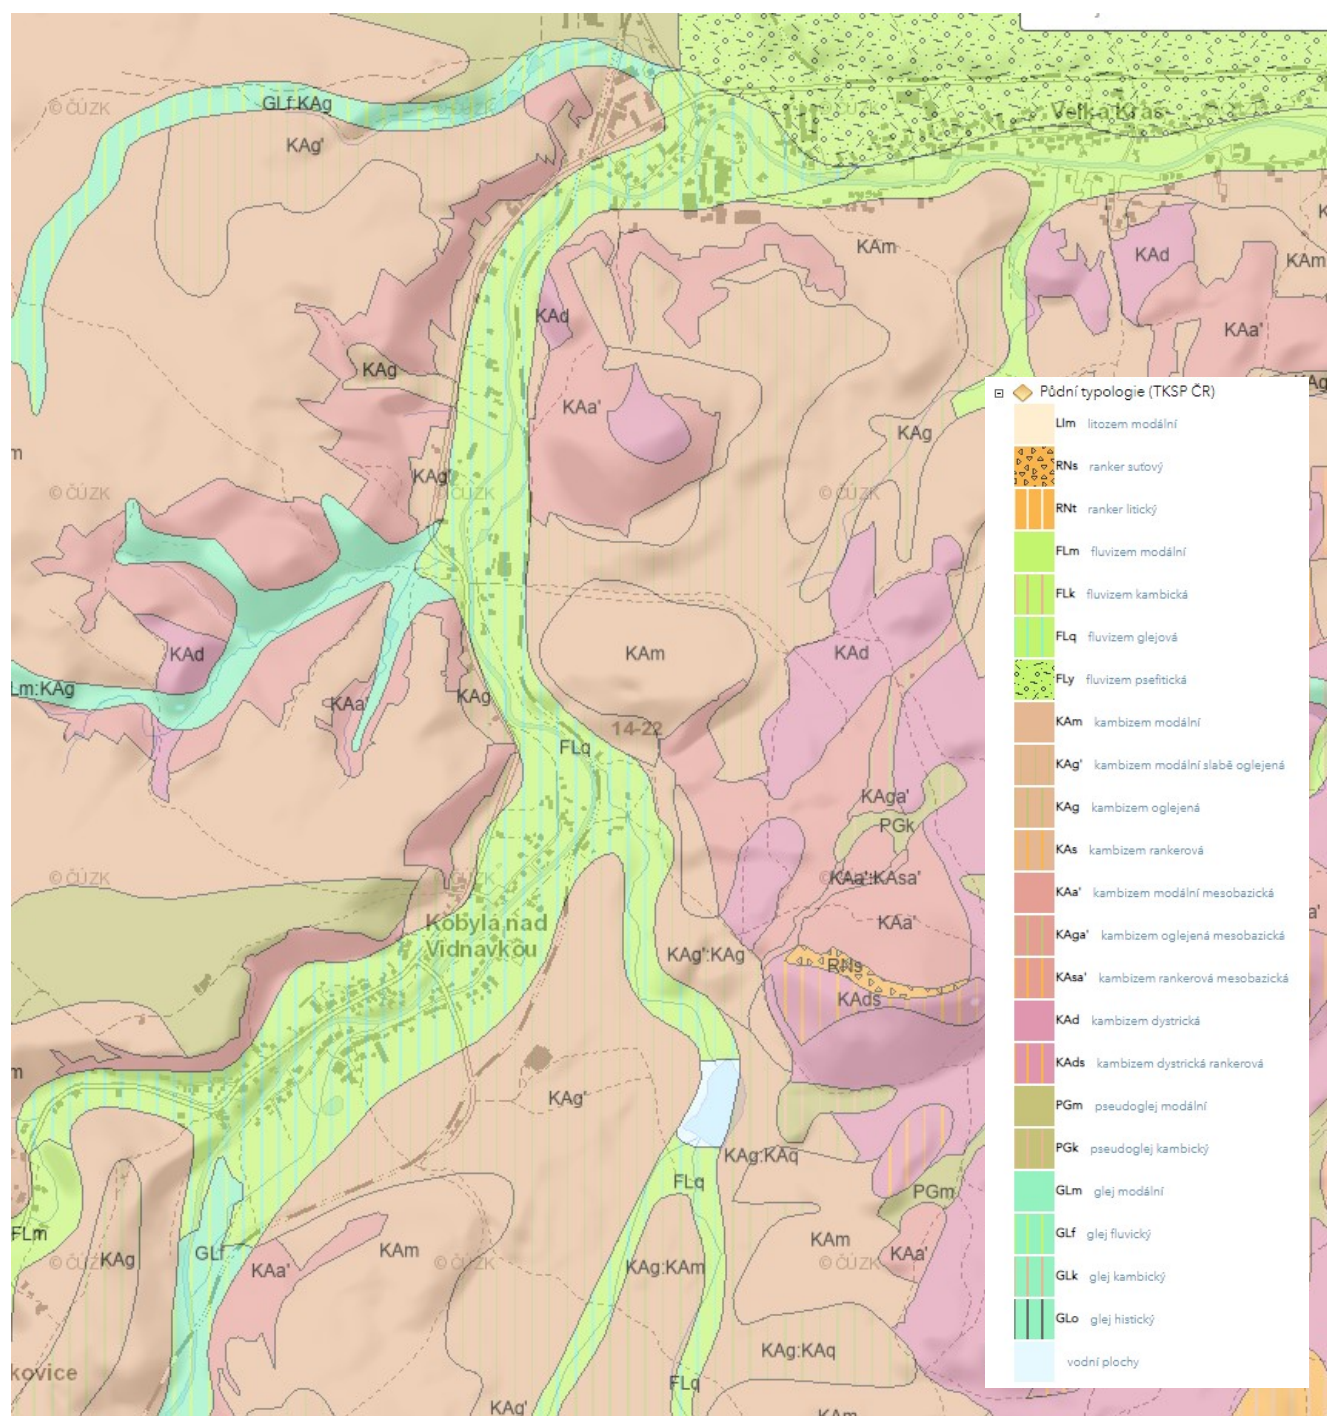 GLf:KAg
© ČÚZK
© ČÚZK
Velká Kraš
KAg'
KAm
KAd
KAm
KAd
KAa'
KAg
KAa'
KAg
KAg
m
KAg'
© ČÚZK
© ČÚZK
© ČÚZK
KAd
KAm
KAd
Lm:KAg
KAa'
KAg
14-22
FLq
KAga'
PGk
© ČÚZK
KAa':KAsa'
Kobylá nad
Vidnavkou
KAa'
a'
KAg':KAg
RNs
KAds
m
KAg'
KAg:KAq
FLq
PGm
FLm
KAg
GLf
KAa'
KAm
© ČÚZK
© ČÚZK
KAg:KAm
KAm
KAa'
© ČÚZK
KAg:KAq
kovice
FLq
KAg'
KAm
Půdní typologie (TKSP ČR)
LIm litozem modální
RNs ranker suťový
RNt ranker litický
FLm fluvizem modální
FLk fluvizem kambická
FLq fluvizem glejová
FLy fluvizem psefitická
KAm kambizem modální
KAg' kambizem modální slabě oglejená
KAg kambizem oglejená
KAs kambizem rankerová
KAa' kambizem modální mesobazická
KAga' kambizem oglejená mesobazická
KAsa' kambizem rankerová mesobazická
KAd kambizem dystrická
KAds kambizem dystrická rankerová
PGm pseudoglej modální
PGk pseudoglej kambický
GLm glej modální
GLf glej fluvický
GLk glej kambický
GLo glej histický
vodní plochy